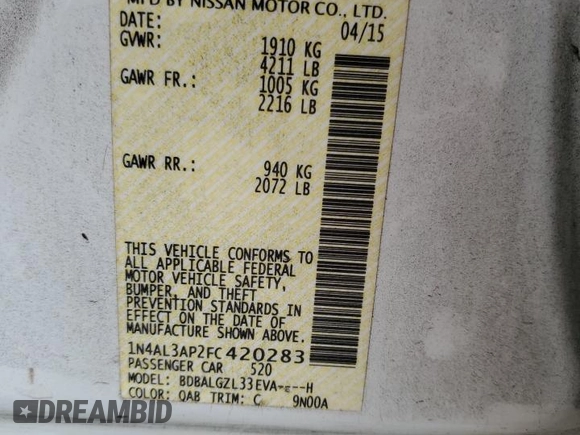 MFD BY NISSAN MOTOR CO., LTD.
DATE: 04/15
GVWR: 1910 KG
4211 LB
GAWR FR.: 1005 KG
2216 LB
GAWR RR.: 940 KG
2072 LB
THIS VEHICLE CONFORMS TO
ALL APPLICABLE FEDERAL
MOTOR VEHICLE SAFETY,
BUMPER, AND THEFT
PREVENTION STANDARDS IN
EFFECT ON THE DATE OF
MANUFACTURE SHOWN ABOVE.
1N4AL3AP2FC420283
PASSENGER CAR 520
MODEL: BDBALGZL33EVA-E--H
COLOR: QAB TRIM: C 9N00A
DREAMBID